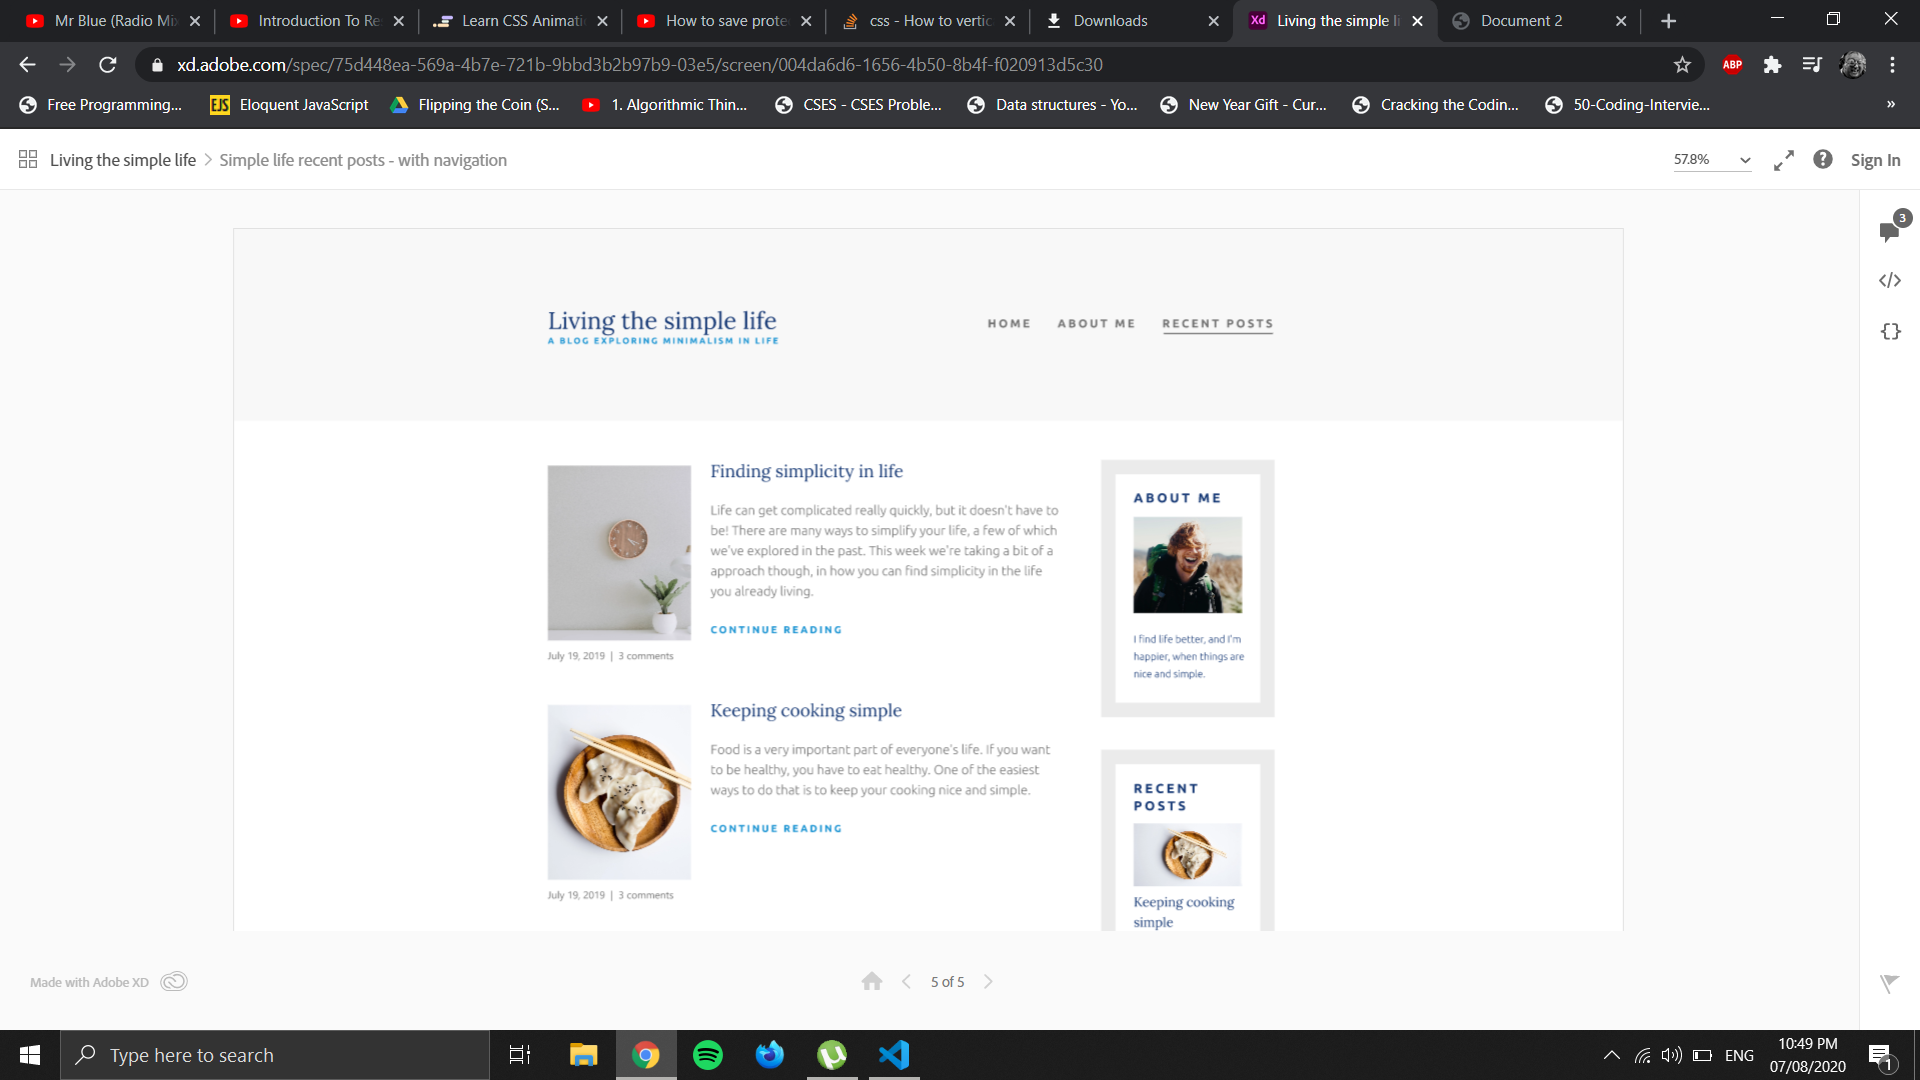 Mr Blue (Radio Mix
Introduction To Re
Learn CSS Animati
How to save prote
css - How to vertic
Downloads
Living the simple li
Document 2
xd.adobe.com/spec/75d448ea-569a-4b7e-721b-9bbd3b2b97b9-03e5/screen/004da6d6-1656-4b50-8b4f-f020913d5c30
ABP
Free Programming...
EJS
Eloquent JavaScript
Flipping the Coin (S...
1. Algorithmic Thin...
CSES - CSES Proble...
Data structures - Yo...
New Year Gift - Cur...
Cracking the Codin...
50-Coding-Intervie...
»
Living the simple life > Simple life recent posts - with navigation
57.8%
Sign In
3
Living the simple life
A BLOG EXPLORING MINIMALISM IN LIFE
HOME
ABOUT ME
RECENT POSTS
Finding simplicity in life
Life can get complicated really quickly, but it doesn't have to
be! There are many ways to simplify your life, a few of which
we've explored in the past. This week we're taking a bit of a
approach though, in how you can find simplicity in the life
you already living.
CONTINUE READING
July 19, 2019 | 3 comments
Keeping cooking simple
Food is a very important part of everyone's life. If you want
to be healthy, you have to eat healthy. One of the easiest
ways to do that is to keep your cooking nice and simple.
CONTINUE READING
July 19, 2019 | 3 comments
ABOUT ME
I find life better, and I'm
happier, when things are
nice and simple.
RECENT
POSTS
Keeping cooking
simple
Made with Adobe XD
5 of 5
Type here to search
ENG
10:49 PM
07/08/2020
1